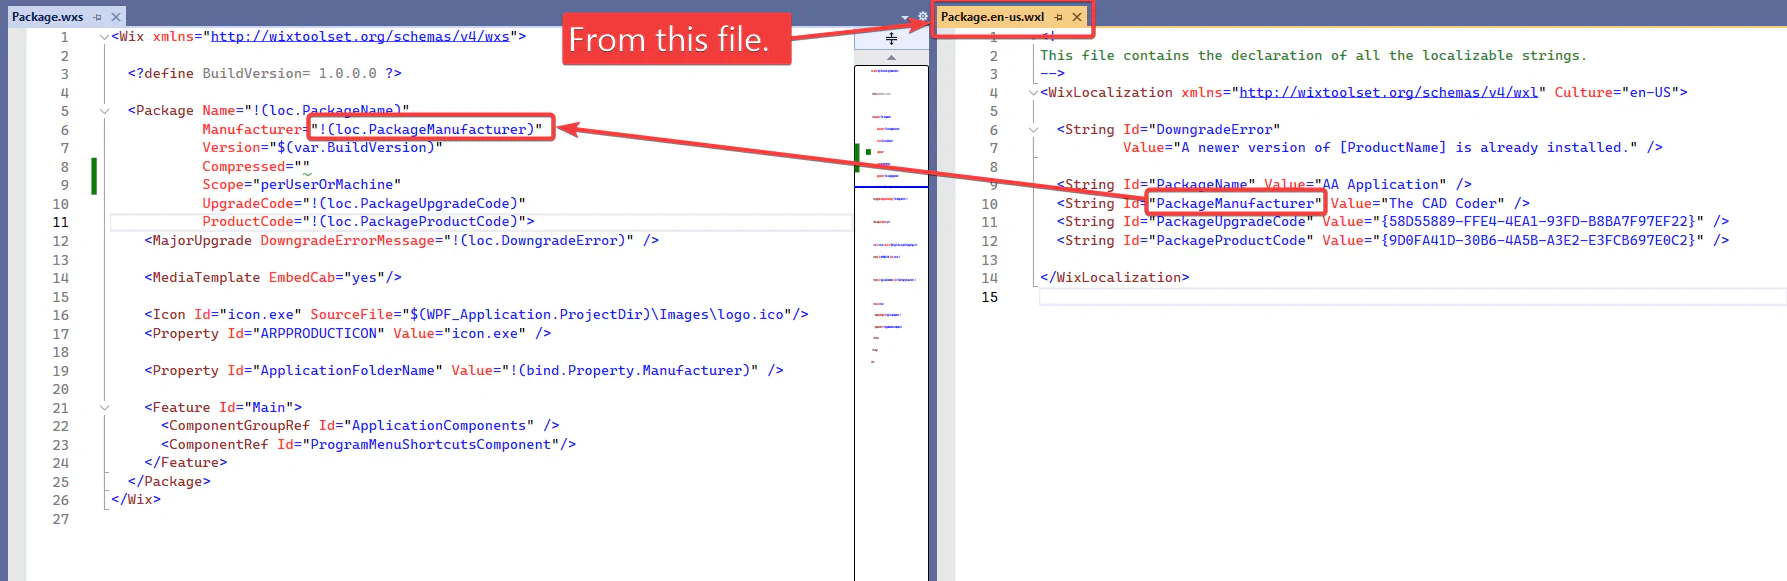 Package.wxs
From this file.
Package.en-us.wxl
1 <Wix xmlns="http://wixtoolset.org/schemas/v4/wxs">
2
3 <?define BuildVersion= 1.0.0.0 ?>
4
5 <Package Name="!(loc.PackageName)"
6 Manufacturer="!(loc.PackageManufacturer)"
7 Version="$(var.BuildVersion)"
8 Compressed=""
9 Scope="perUserOrMachine"
10 UpgradeCode="!(loc.PackageUpgradeCode)"
11 ProductCode="!(loc.PackageProductCode)">
12 <MajorUpgrade DowngradeErrorMessage="!(loc.DowngradeError)" />
13
14 <MediaTemplate EmbedCab="yes"/>
15
16 <Icon Id="icon.exe" SourceFile="$(WPF_Application.ProjectDir)\Images\logo.ico"/>
17 <Property Id="ARPPRODUCTICON" Value="icon.exe" />
18
19 <Property Id="ApplicationFolderName" Value="!(bind.Property.Manufacturer)" />
20
21 <Feature Id="Main">
22 <ComponentGroupRef Id="ApplicationComponents" />
23 <ComponentRef Id="ProgramMenuShortcutsComponent"/>
24 </Feature>
25 </Package>
26 </Wix>
27
1
2 This file contains the declaration of all the localizable strings.
3 -->
4 <WixLocalization xmlns="http://wixtoolset.org/schemas/v4/wxl" Culture="en-US">
5
6 <String Id="DowngradeError"
7 Value="A newer version of [ProductName] is already installed." />
8
9 <String Id="PackageName" Value="AA Application" />
10 <String Id="PackageManufacturer" Value="The CAD Coder" />
11 <String Id="PackageUpgradeCode" Value="{58D55889-FFE4-4EA1-93FD-B8BA7F97EF22}" />
12 <String Id="PackageProductCode" Value="{9D0FA41D-30B6-4A5B-A3E2-E3FCB697E0C2}" />
13
14 </WixLocalization>
15